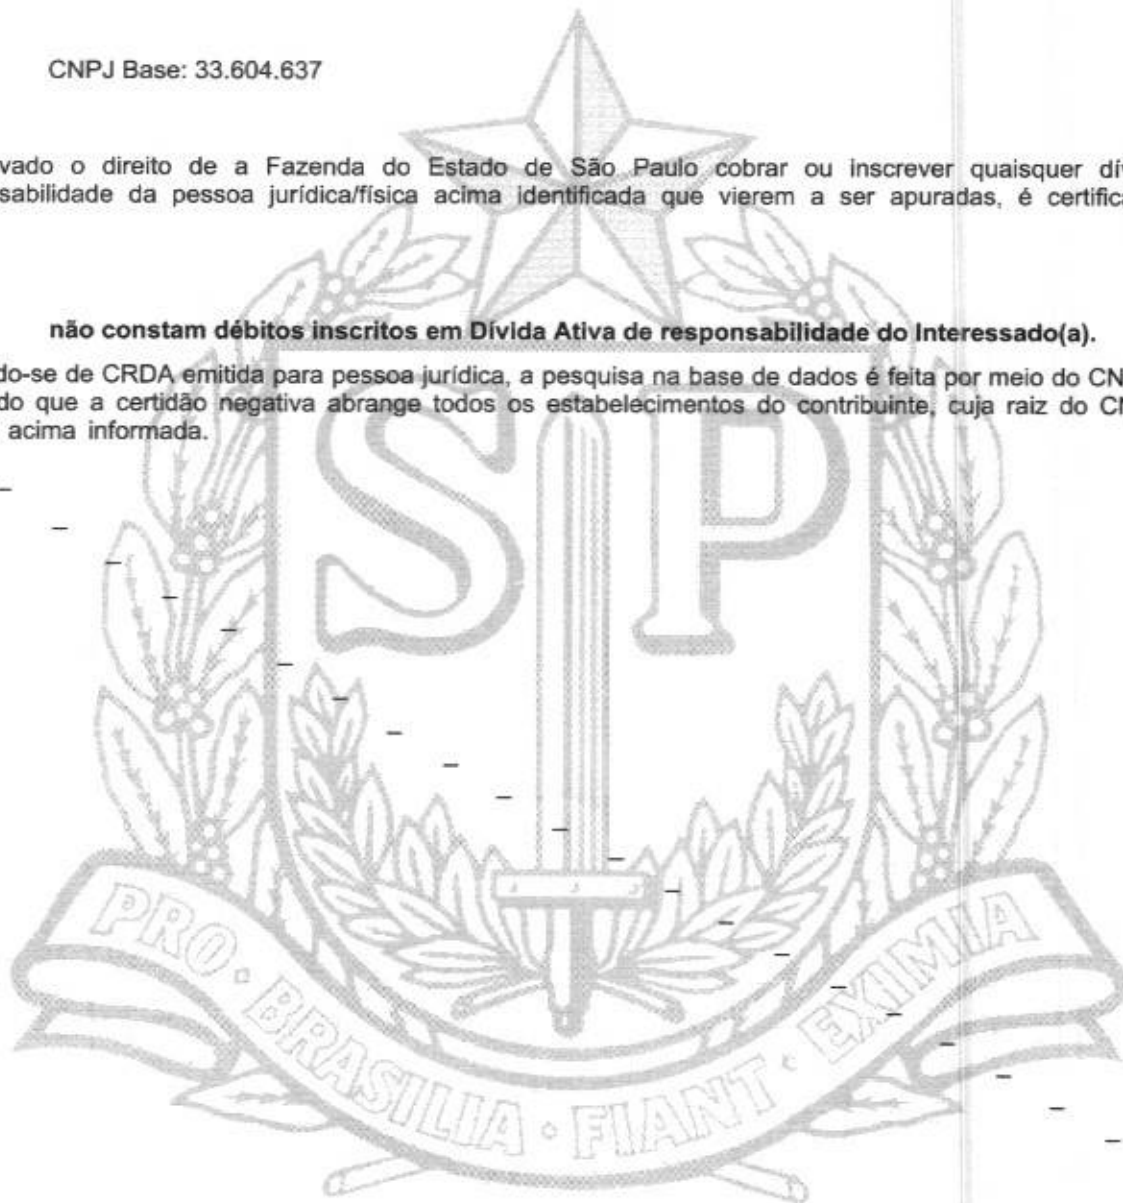 CNPJ Base: 33.604.637
vado o direito de a Fazenda do Estado de São Paulo cobrar ou inscrever quaisquer dív
sabilidade da pessoa jurídica/física acima identificada que vierem a ser apuradas, é certifica
não constam débitos inscritos em Dívida Ativa de responsabilidade do Interessado(a).
do-se de CRDA emitida para pessoa jurídica, a pesquisa na base de dados é feita por meio do CN
do que a certidão negativa abrange todos os estabelecimentos do contribuinte, cuja raiz do CN
acima informada.
SP
PRO · BRASILIA · FIANT · EXIMIA